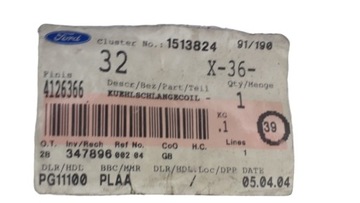 Ford Cluster No.: 1513824 91/190
32 X-36-
Finis Descr/Bez/Part/Teil Qty/Menge
4126366 KUEHLSCHLANGECOIL - 1
KG
.1 39
G.T. Inv/Rech Ref No. CoO H.C. Lines
28 347896 002 04 GB 1
DLR/HDL BBC/MMR DLR/HDL.Loc/DPP DATE
PG11100 PLAA / 05.04.04